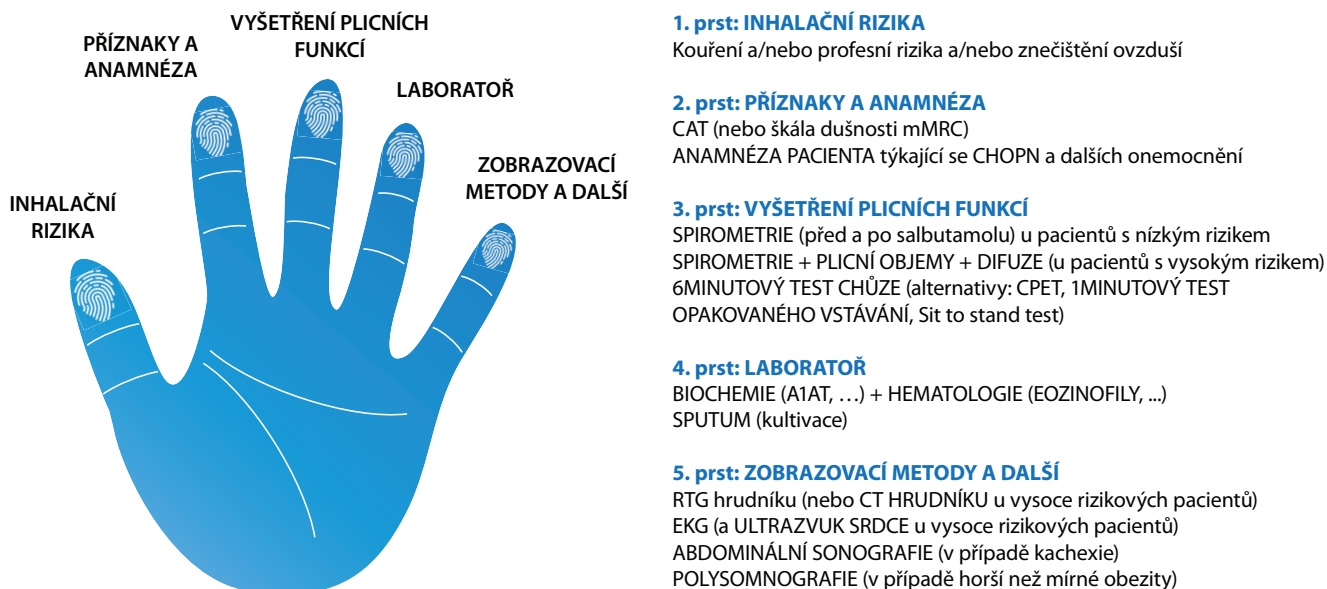 VYŠETŘENÍ PLICNÍCH
FUNKCÍ
PŘÍZNAKY A
ANAMNÉZA
LABORATOŘ
ZOBRAZOVACÍ
METODY A DALŠÍ
INHALAČNÍ
RIZIKA
1. prst: INHALAČNÍ RIZIKA
Kouření a/nebo profesní rizika a/nebo znečištění ovzduší
2. prst: PŘÍZNAKY A ANAMNÉZA
CAT (nebo škála dušnosti mMRC)
ANAMNÉZA PACIENTA týkající se CHOPN a dalších onemocnění
3. prst: VYŠETŘENÍ PLICNÍCH FUNKCÍ
SPIROMETRIE (před a po salbutamolu) u pacientů s nízkým rizikem
SPIROMETRIE + PLICNÍ OBJEMY + DIFUZE (u pacientů s vysokým rizikem)
6MINUTOVÝ TEST CHŮZE (alternativy: CPET, 1MINUTOVÝ TEST
OPAKOVANÉHO VSTÁVÁNÍ, Sit to stand test)
4. prst: LABORATOŘ
BIOCHEMIE (A1AT, …) + HEMATOLOGIE (EOZINOFILY, ...)
SPUTUM (kultivace)
5. prst: ZOBRAZOVACÍ METODY A DALŠÍ
RTG hrudníku (nebo CT HRUDNÍKU u vysoce rizikových pacientů)
EKG (a ULTRAZVUK SRDCE u vysoce rizikových pacientů)
ABDOMINÁLNÍ SONOGRAFIE (v případě kachexie)
POLYSOMNOGRAFIE (v případě horší než mírné obezity)